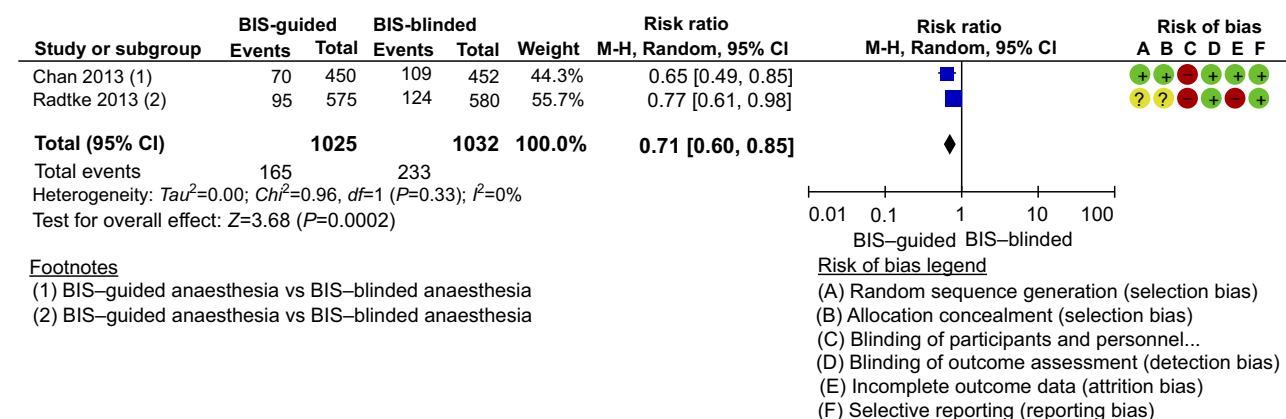 BIS-guided BIS-blinded Risk ratio Risk ratio Risk of bias
Study or subgroup Events Total Events Total Weight M-H, Random, 95% CI M-H, Random, 95% CI A B C D E F
Chan 2013 (1) 70 450 109 452 44.3% 0.65 [0.49, 0.85] + + − + + +
Radtke 2013 (2) 95 575 124 580 55.7% 0.77 [0.61, 0.98] ? ? − + − +
Total (95% CI) 1025 1032 100.0% 0.71 [0.60, 0.85]
Total events 165 233
Heterogeneity: Tau²=0.00; Chi²=0.96, df=1 (P=0.33); I²=0%
Test for overall effect: Z=3.68 (P=0.0002)
0.01 0.1 1 10 100
BIS–guided BIS–blinded
Footnotes
(1) BIS–guided anaesthesia vs BIS–blinded anaesthesia
(2) BIS–guided anaesthesia vs BIS–blinded anaesthesia
Risk of bias legend
(A) Random sequence generation (selection bias)
(B) Allocation concealment (selection bias)
(C) Blinding of participants and personnel...
(D) Blinding of outcome assessment (detection bias)
(E) Incomplete outcome data (attrition bias)
(F) Selective reporting (reporting bias)